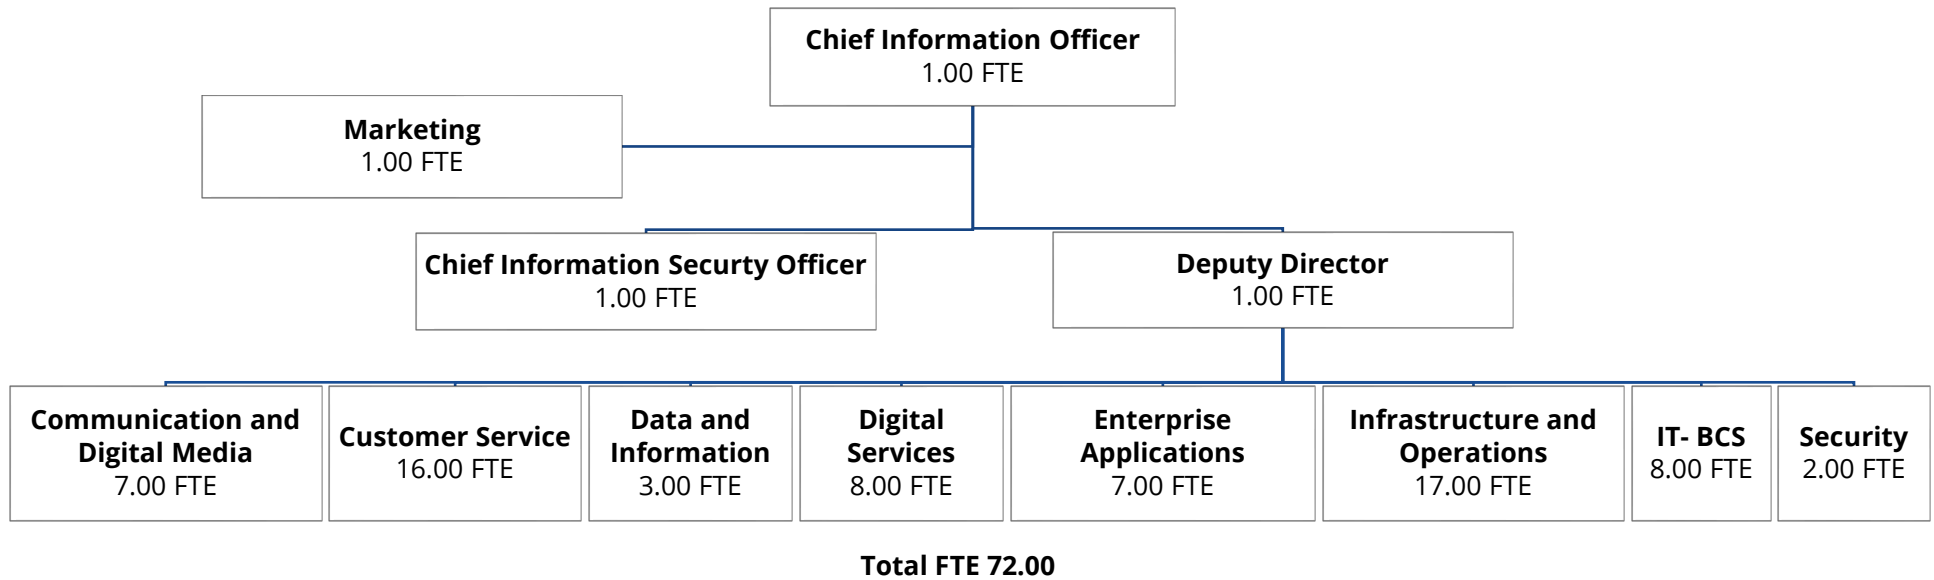 Chief Information Officer
1.00 FTE
Marketing
1.00 FTE
Chief Information Securty Officer
1.00 FTE
Deputy Director
1.00 FTE
Communication and
Digital Media
7.00 FTE
Customer Service
16.00 FTE
Data and
Information
3.00 FTE
Digital
Services
8.00 FTE
Enterprise
Applications
7.00 FTE
Infrastructure and
Operations
17.00 FTE
IT- BCS
8.00 FTE
Security
2.00 FTE
Total FTE 72.00